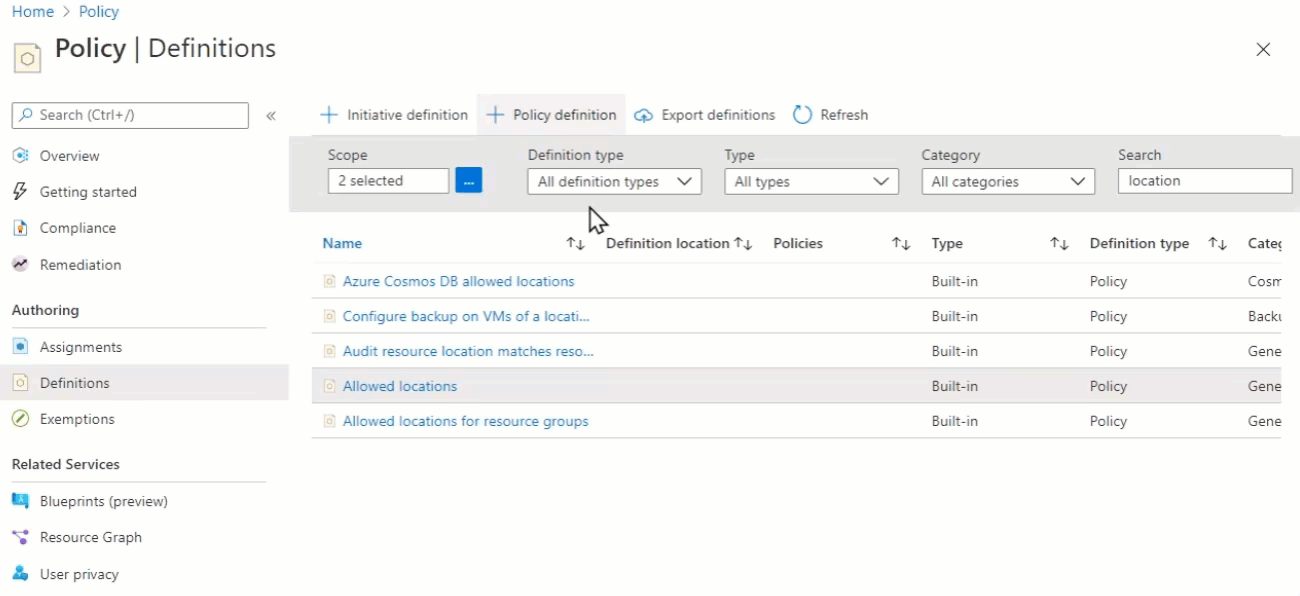 Home > Policy
Policy | Definitions
Search (Ctrl+/)
«
Overview
Getting started
Compliance
Remediation
Authoring
Assignments
Definitions
Exemptions
Related Services
Blueprints (preview)
Resource Graph
User privacy
+ Initiative definition + Policy definition Export definitions Refresh
Scope Definition type Type Category Search
2 selected ... All definition types All types All categories location
Name Definition location Policies Type Definition type Categ
Azure Cosmos DB allowed locations Built-in Policy Cosm
Configure backup on VMs of a locati... Built-in Policy Backu
Audit resource location matches reso... Built-in Policy Gene
Allowed locations Built-in Policy Gene
Allowed locations for resource groups Built-in Policy Gene